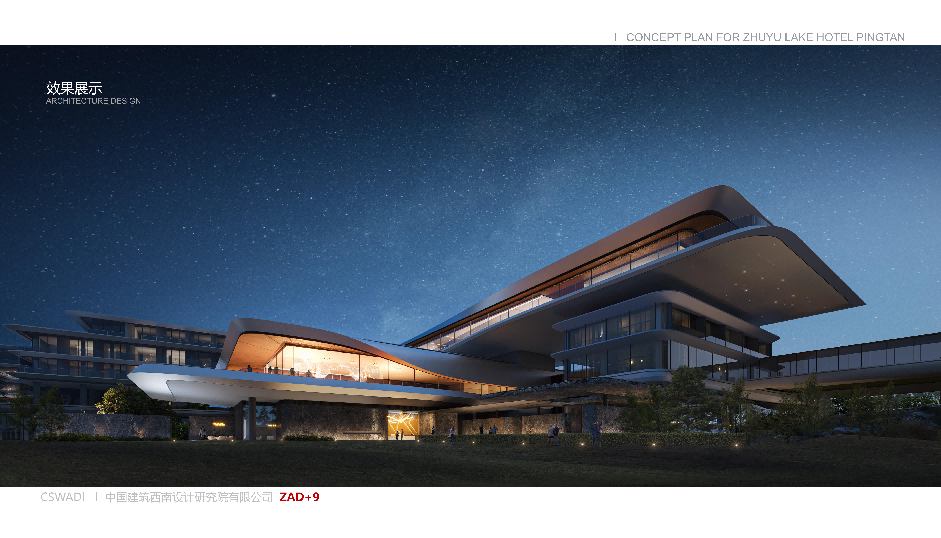 | CONCEPT PLAN FOR ZHUYU LAKE HOTEL PINGTAN
效果展示
ARCHITECTURE DESIGN
CSWADI | 中国建筑西南设计研究院有限公司 ZAD+9